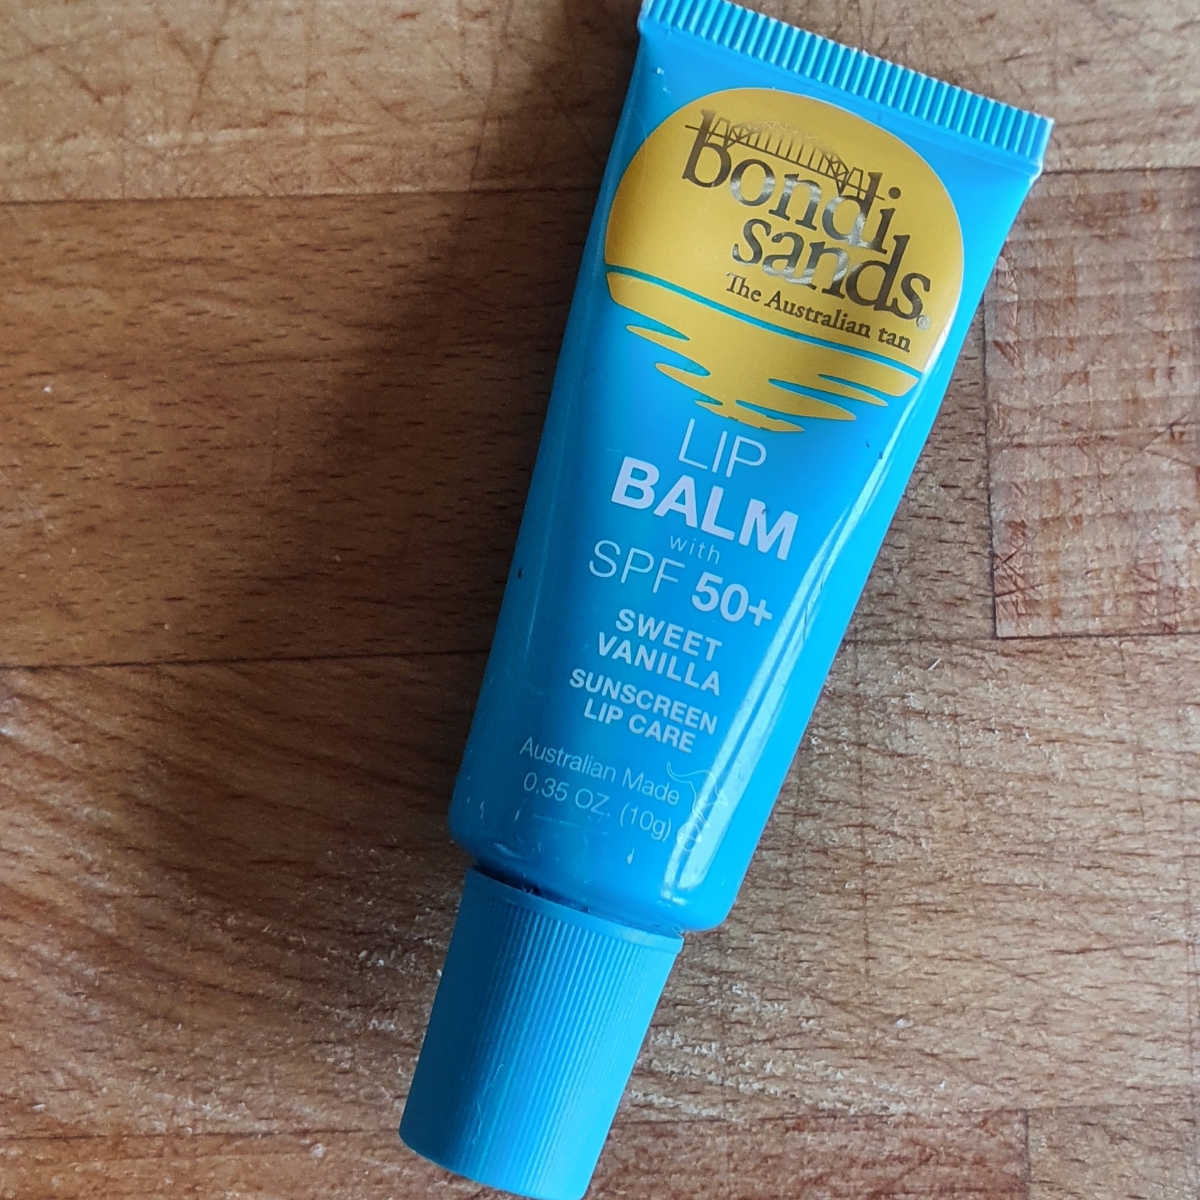 bondi
sands®
The Australian tan
LIP
BALM
with
SPF 50+
SWEET
VANILLA
SUNSCREEN
LIP CARE
Australian Made
0.35 OZ. (10g)